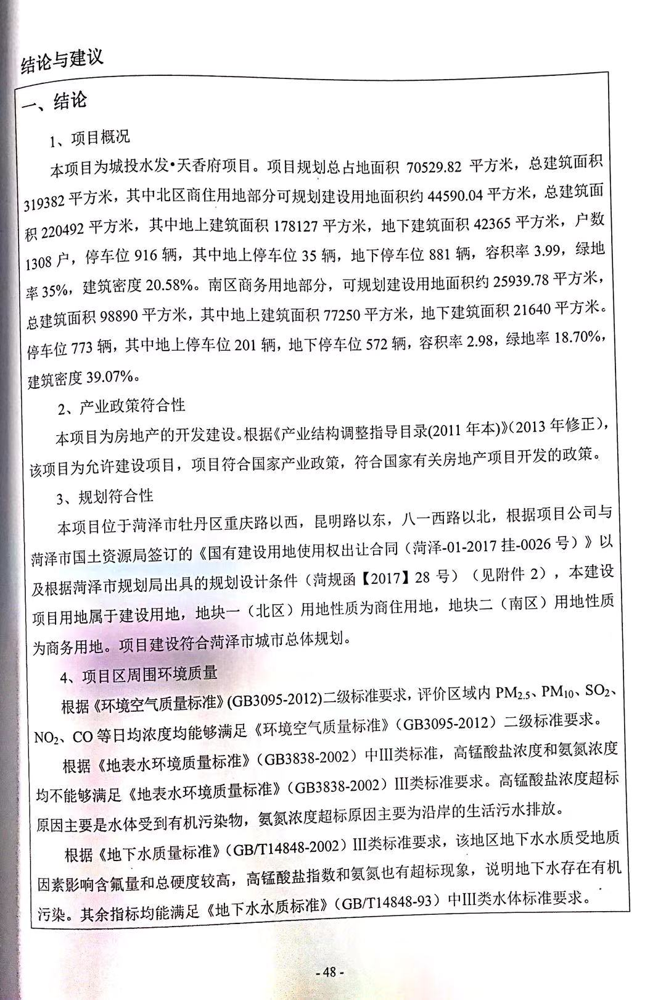 结论与建议
一、结论
1、项目概况
本项目为城投水发•天香府项目。项目规划总占地面积 70529.82 平方米，总建筑面积
319382 平方米，其中北区商住用地部分可规划建设用地面积约 44590.04 平方米，总建筑面
积 220492 平方米，其中地上建筑面积 178127 平方米，地下建筑面积 42365 平方米，户数
1308 户，停车位 916 辆，其中地上停车位 35 辆，地下停车位 881 辆，容积率 3.99，绿地
率 35%，建筑密度 20.58%。南区商务用地部分，可规划建设用地面积约 25939.78 平方米，
总建筑面积 98890 平方米，其中地上建筑面积 77250 平方米，地下建筑面积 21640 平方米。
停车位 773 辆，其中地上停车位 201 辆，地下停车位 572 辆，容积率 2.98，绿地率 18.70%，
建筑密度 39.07%。
2、产业政策符合性
本项目为房地产的开发建设。根据《产业结构调整指导目录(2011 年本)》（2013 年修正），
该项目为允许建设项目，项目符合国家产业政策，符合国家有关房地产项目开发的政策。
3、规划符合性
本项目位于菏泽市牡丹区重庆路以西，昆明路以东，八一西路以北，根据项目公司与
菏泽市国土资源局签订的《国有建设用地使用权出让合同（菏泽-01-2017 挂-0026 号）》以
及根据菏泽市规划局出具的规划设计条件（菏规函【2017】28 号）（见附件 2），本建设
项目用地属于建设用地，地块一（北区）用地性质为商住用地，地块二（南区）用地性质
为商务用地。项目建设符合菏泽市城市总体规划。
4、项目区周围环境质量
根据《环境空气质量标准》(GB3095-2012)二级标准要求，评价区域内 PM2.5、PM10、SO2、
NO2、CO 等日均浓度均能够满足《环境空气质量标准》（GB3095-2012）二级标准要求。
根据《地表水环境质量标准》（GB3838-2002）中III类标准，高锰酸盐浓度和氨氮浓度
均不能够满足《地表水环境质量标准》（GB3838-2002）III类标准要求。高锰酸盐浓度超标
原因主要是水体受到有机污染物，氨氮浓度超标原因主要为沿岸的生活污水排放。
根据《地下水质量标准》（GB/T14848-2002）III类标准要求，该地区地下水水质受地质
因素影响含氟量和总硬度较高，高锰酸盐指数和氨氮也有超标现象，说明地下水存在有机
污染。其余指标均能满足《地下水水质标准》（GB/T14848-93）中III类水体标准要求。
- 48 -